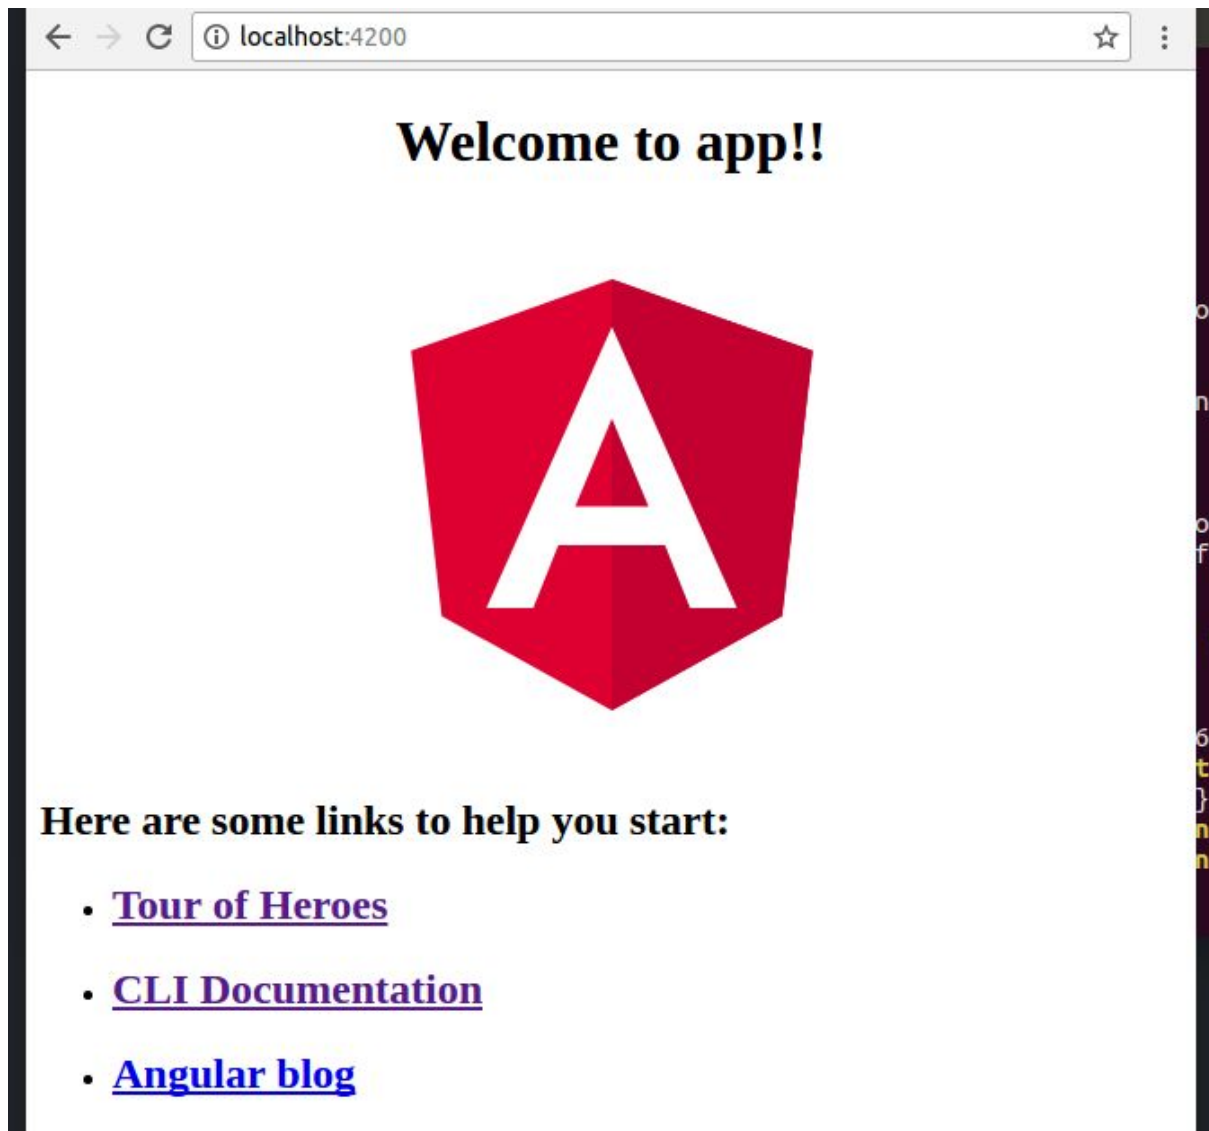 localhost:4200
Welcome to app!!
A
Here are some links to help you start:
Tour of Heroes
CLI Documentation
Angular blog
o
n
o
f
6
t
}
n
n